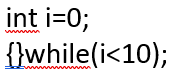 int i=0;
{}while(i<10);